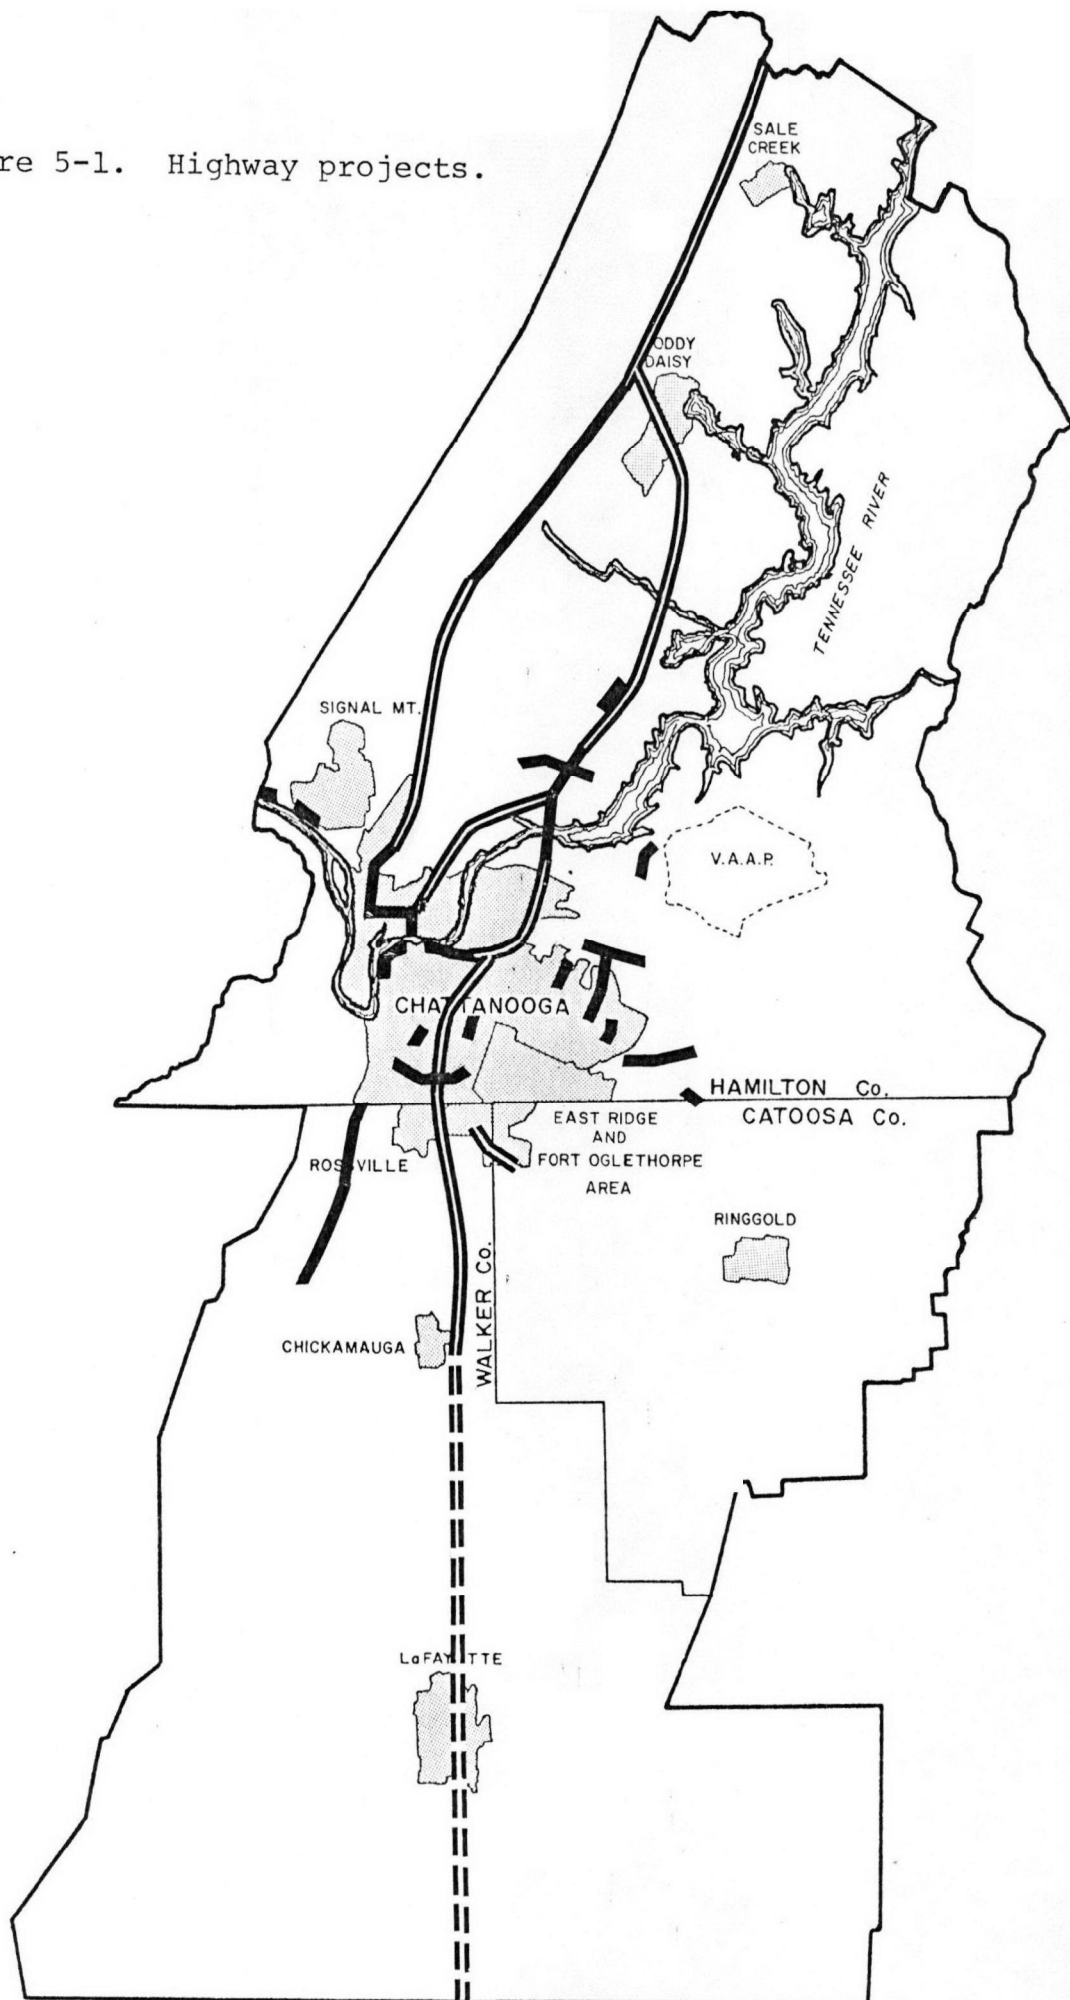 re 5-1. Highway projects.
SALE
CREEK
ODDY
DAISY
TENNESSEE RIVER
SIGNAL MT.
V.A.A.P.
CHATTANOOGA
HAMILTON Co.
CATOOSA Co.
EAST RIDGE
AND
FORT OGLETHORPE
AREA
ROSSVILLE
RINGGOLD
WALKER Co.
CHICKAMAUGA
LaFAYETTE